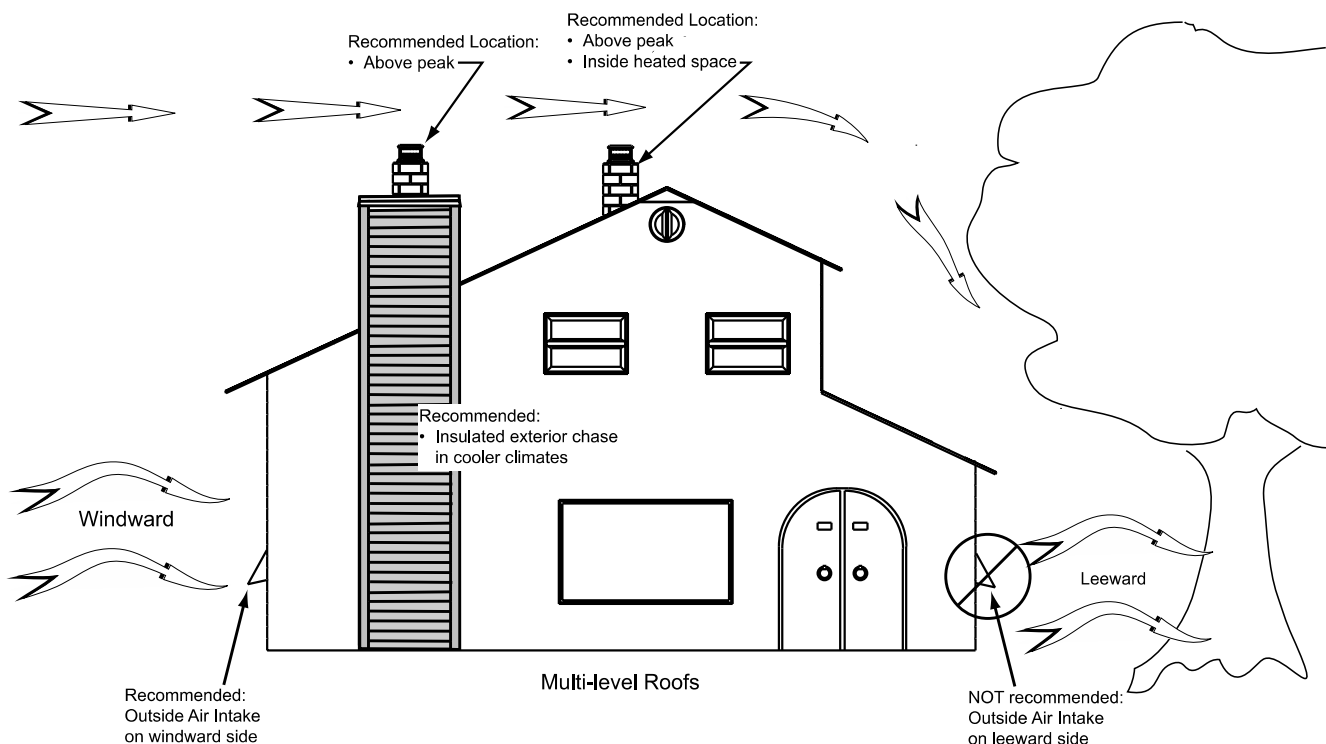 Recommended Location:
• Above peak
Recommended Location:
• Above peak
• Inside heated space
Recommended:
• Insulated exterior chase
in cooler climates
Windward
Leeward
Multi-level Roofs
Recommended:
Outside Air Intake
on windward side
NOT recommended:
Outside Air Intake
on leeward side